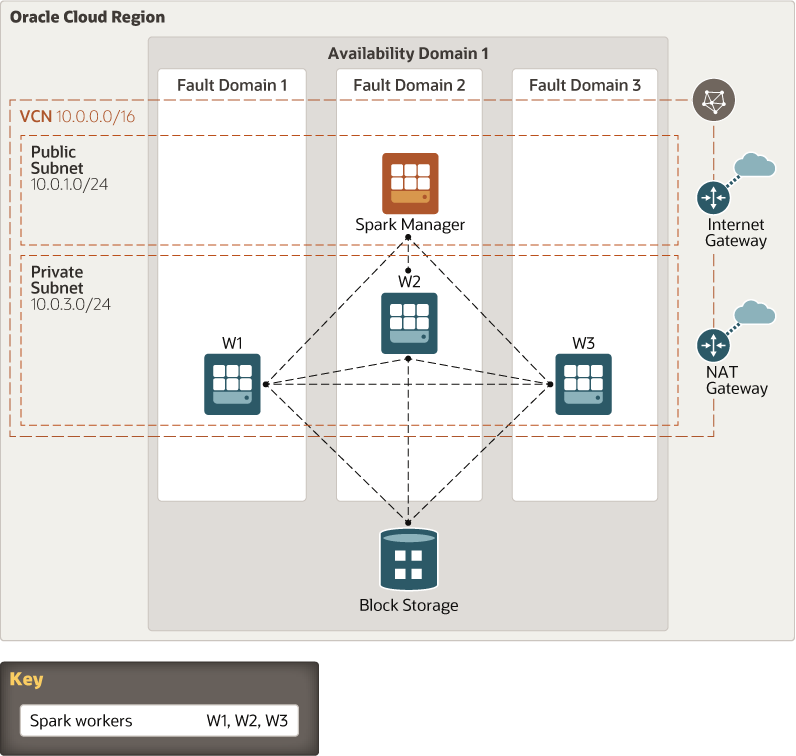 Oracle Cloud Region
Availability Domain 1
Fault Domain 1
Fault Domain 2
Fault Domain 3
VCN 10.0.0.0/16
Public
Subnet
10.0.1.0/24
Spark Manager
Internet
Gateway
Private
Subnet
10.0.3.0/24
W2
W1
W3
NAT
Gateway
Block Storage
Key
Spark workers W1, W2, W3